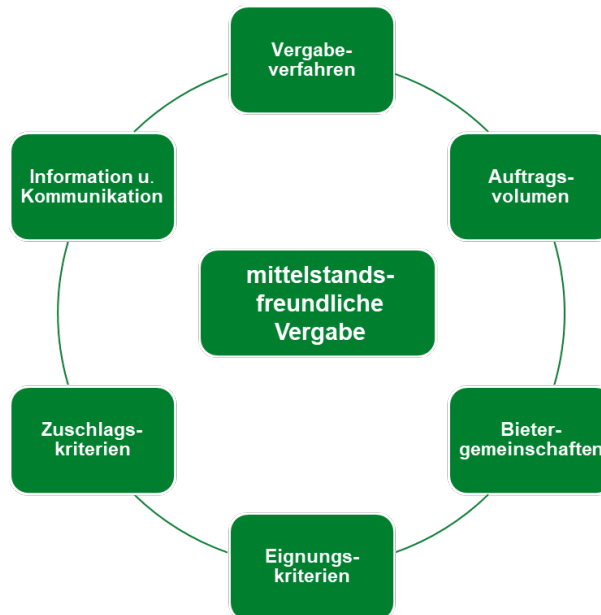 Vergabe-
verfahren
Information u.
Kommunikation
Auftrags-
volumen
mittelstands-
freundliche
Vergabe
Zuschlags-
kriterien
Bieter-
gemeinschaften
Eignungs-
kriterien